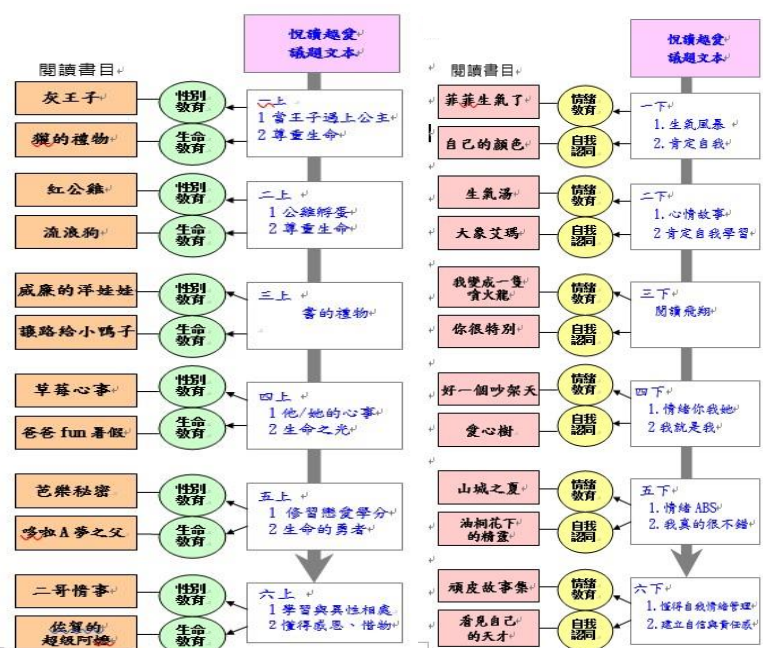 悅讀越愛
議題文本
閱讀書目
灰王子
性別
教育
一上
1 當王子遇上公主
2 尊重生命
獾的禮物
生命
教育
紅公雞
性別
教育
二上
1 公雞孵蛋
2 尊重生命
流浪狗
生命
教育
威廉的洋娃娃
性別
教育
三上
書的禮物
讓路給小鴨子
生命
教育
草莓心事
性別
教育
四上
1 他/她的心事
2 生命之光
爸爸 fun 暑假
生命
教育
芭樂秘密
性別
教育
五上
1 修習戀愛學分
2 生命的勇者
哆啦 A 夢之父
生命
教育
二哥情事
性別
教育
六上
1 學習與異性相處
2 懂得感恩、惜物
佐賀的
超級阿嬤
生命
教育
悅讀越愛
議題文本
閱讀書目
菲菲生氣了
情緒
教育
一下
1. 生氣風暴
2. 肯定自我
自己的顏色
自我
認同
生氣湯
情緒
教育
二下
1. 心情故事
2 肯定自我學習
大象艾瑪
自我
認同
我變成一隻
噴火龍
情緒
教育
三下
閱讀飛翔
你很特別
自我
認同
好一個吵架天
情緒
教育
四下
1. 情緒你我她
2 我就是我
愛心樹
自我
認同
山城之夏
情緒
教育
五下
1. 情緒 ABS
2. 我真的很不錯
油桐花下
的精靈
自我
認同
頑皮故事集
情緒
教育
六下
1. 懂得自我情緒管理
2. 建立自信與責任感
看見自己
的天才
自我
認同